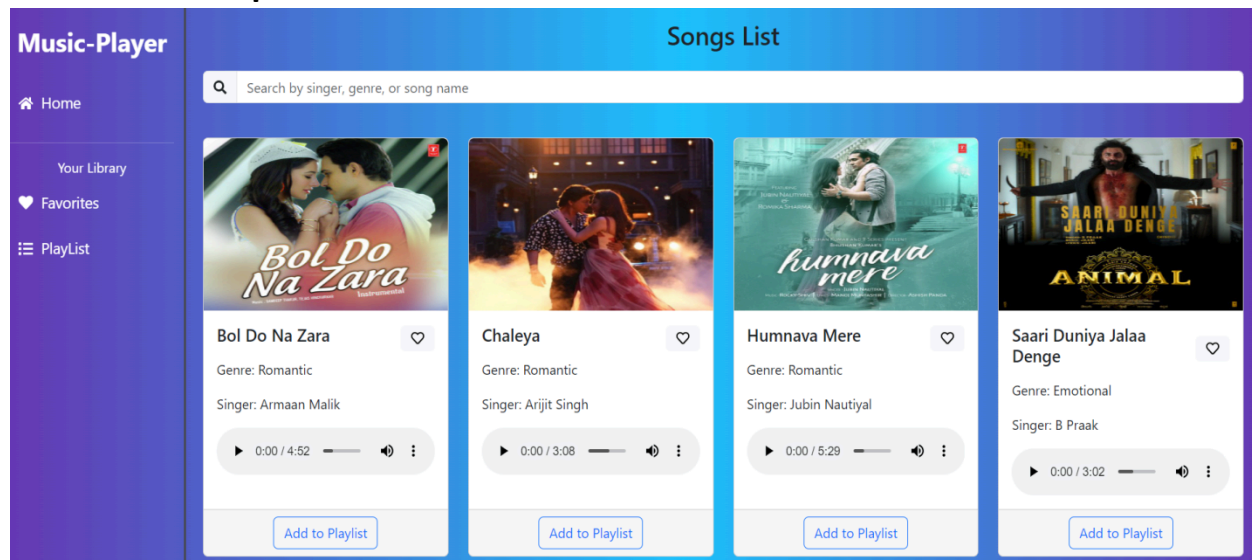 Music-Player
Home
Your Library
Favorites
PlayList
Songs List
Search by singer, genre, or song name
Bol Do
Na Zara
Instrumental
Bol Do Na Zara
Genre: Romantic
Singer: Armaan Malik
0:00 / 4:52
Add to Playlist
Chaleya
Genre: Romantic
Singer: Arijit Singh
0:00 / 3:08
Add to Playlist
JUBIN NAUTIYAL
&
humnava
mere
Humnava Mere
Genre: Romantic
Singer: Jubin Nautiyal
0:00 / 5:29
Add to Playlist
SAARI DUNIYA
JALAA DENGE
ANIMAL
Saari Duniya Jalaa
Denge
Genre: Emotional
Singer: B Praak
0:00 / 3:02
Add to Playlist